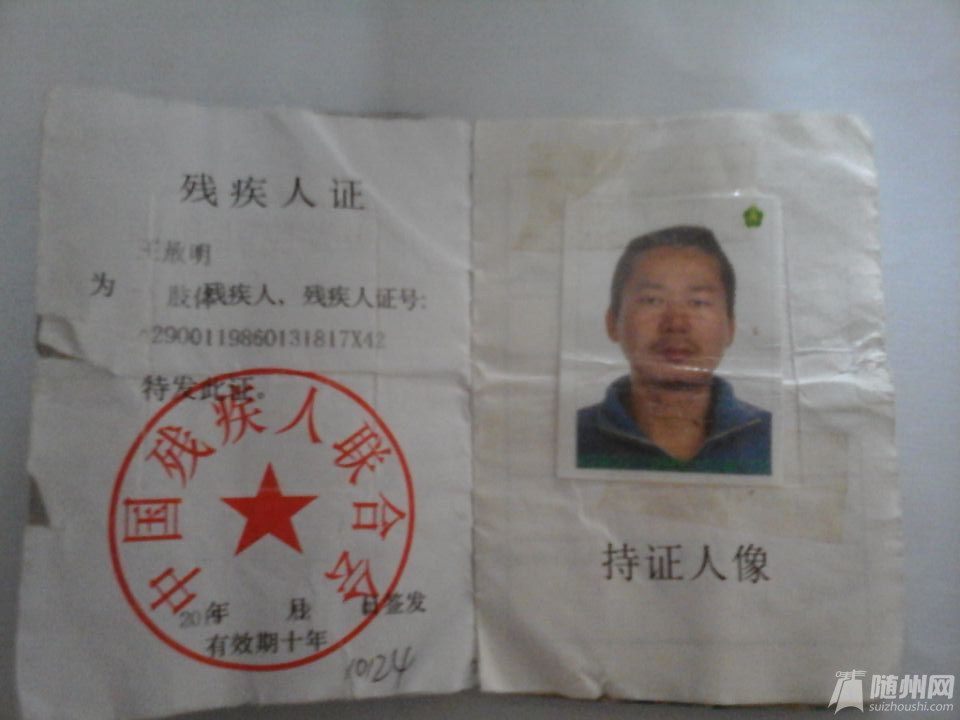 残疾人证
敏明
为
肢体残疾人，残疾人证号：
2900119860131817X42
特发此证。
中国残疾人联合会
20 年 月 日签发
有效期十年
10124
持证人像
随州网
suizhoushi.com